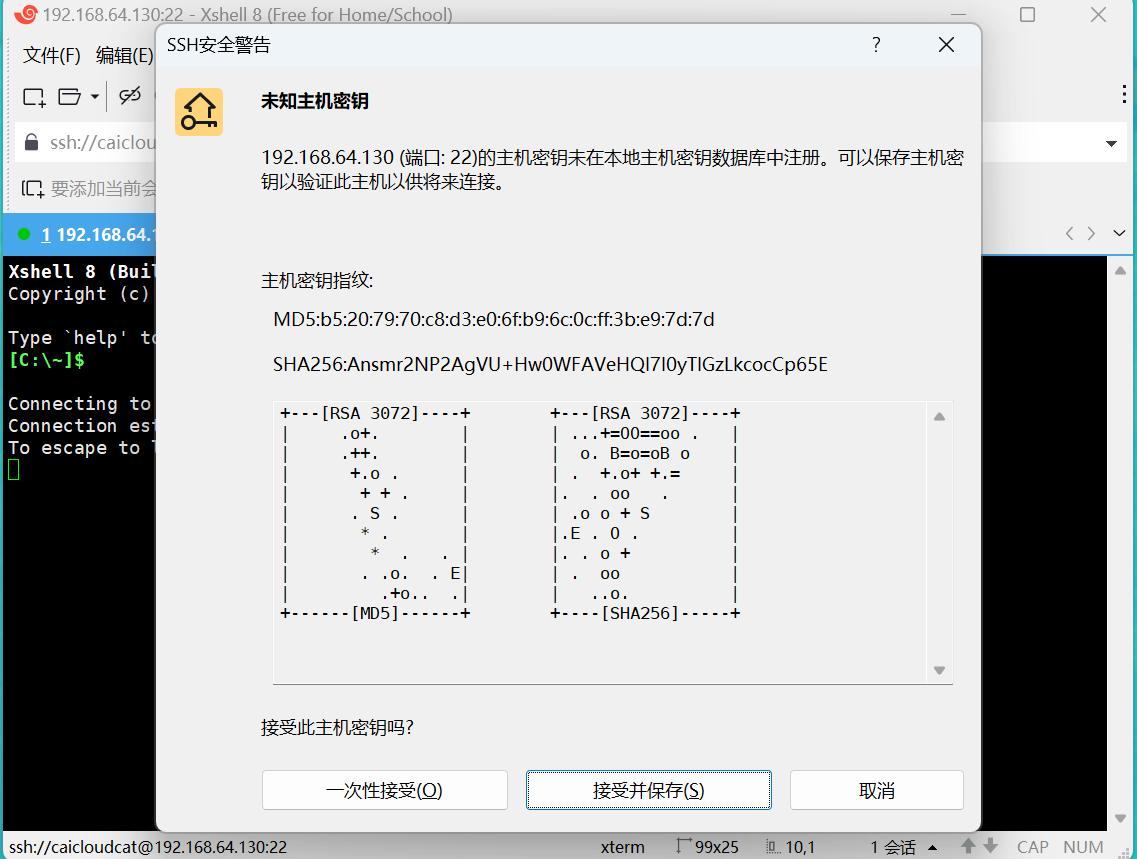 192.168.64.130:22 - Xshell 8 (Free for Home/School)
SSH安全警告
?
文件(F) 编辑(E)
未知主机密钥
ssh://caiclou
192.168.64.130 (端口: 22)的主机密钥未在本地主机密钥数据库中注册。可以保存主机密
钥以验证此主机以供将来连接。
要添加当前会
1 192.168.64.1
Xshell 8 (Buil
Copyright (c)
主机密钥指纹:
MD5:b5:20:79:70:c8:d3:e0:6f:b9:6c:0c:ff:3b:e9:7d:7d
Type `help' to
[C:\~]$
SHA256:Ansmr2NP2AgVU+Hw0WFAVeHQI7I0yTlGzLkcocCp65E
Connecting to
Connection est
To escape to l
+---[RSA 3072]----+        +---[RSA 3072]----+
|     .o+.        |        | ...+=OO==oo .   |
|     .++.        |        |  o. B=o=oB o    |
|      +.o .      |        | .  +.o+ +.=     |
|       + + .     |        |.  . oo   .      |
|      . S .      |        | .o o + S        |
|       * .       |        |.E . O .         |
|        *  .   . |        |. . o +          |
|       . .o.  . E|        | .  oo           |
|         .+o..  .|        |   ..o.          |
+------[MD5]------+        +----[SHA256]-----+
接受此主机密钥吗?
一次性接受(O) 接受并保存(S) 取消
ssh://caicloudcat@192.168.64.130:22 xterm 99x25 10,1 1 会话 CAP NUM